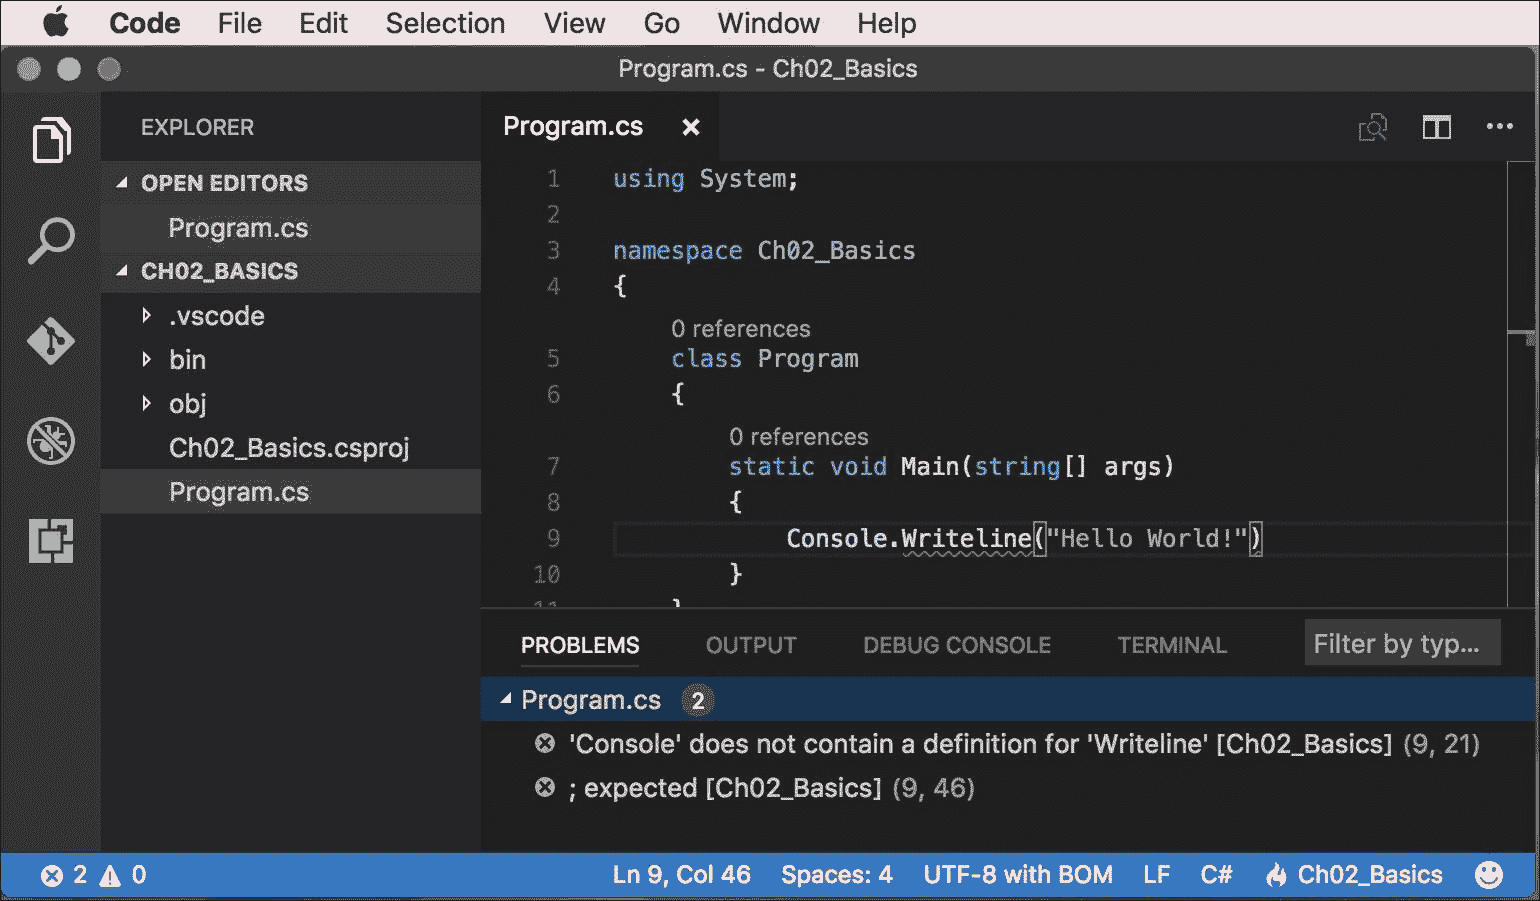 Code File Edit Selection View Go Window Help
Program.cs - Ch02_Basics
EXPLORER
OPEN EDITORS
Program.cs
CH02_BASICS
.vscode
bin
obj
Ch02_Basics.csproj
Program.cs
Program.cs
1 using System;
2
3 namespace Ch02_Basics
4 {
0 references
5 class Program
6 {
0 references
7 static void Main(string[] args)
8 {
9 Console.Writeline("Hello World!")
10 }
11 }
PROBLEMS OUTPUT DEBUG CONSOLE TERMINAL Filter by typ...
Program.cs 2
'Console' does not contain a definition for 'Writeline' [Ch02_Basics] (9, 21)
; expected [Ch02_Basics] (9, 46)
2 0 Ln 9, Col 46 Spaces: 4 UTF-8 with BOM LF C# Ch02_Basics